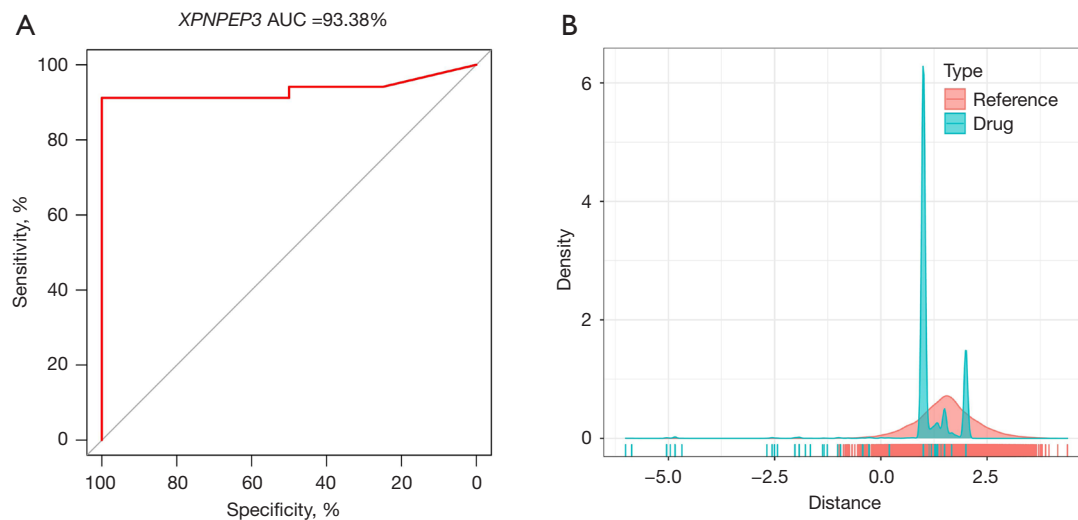 A
XPNPEP3 AUC =93.38%
100
80
60
40
20
0
Sensitivity, %
100
80
60
40
20
0
Specificity, %
B
6
4
2
0
Density
Type
Reference
Drug
−5.0
−2.5
0.0
2.5
Distance